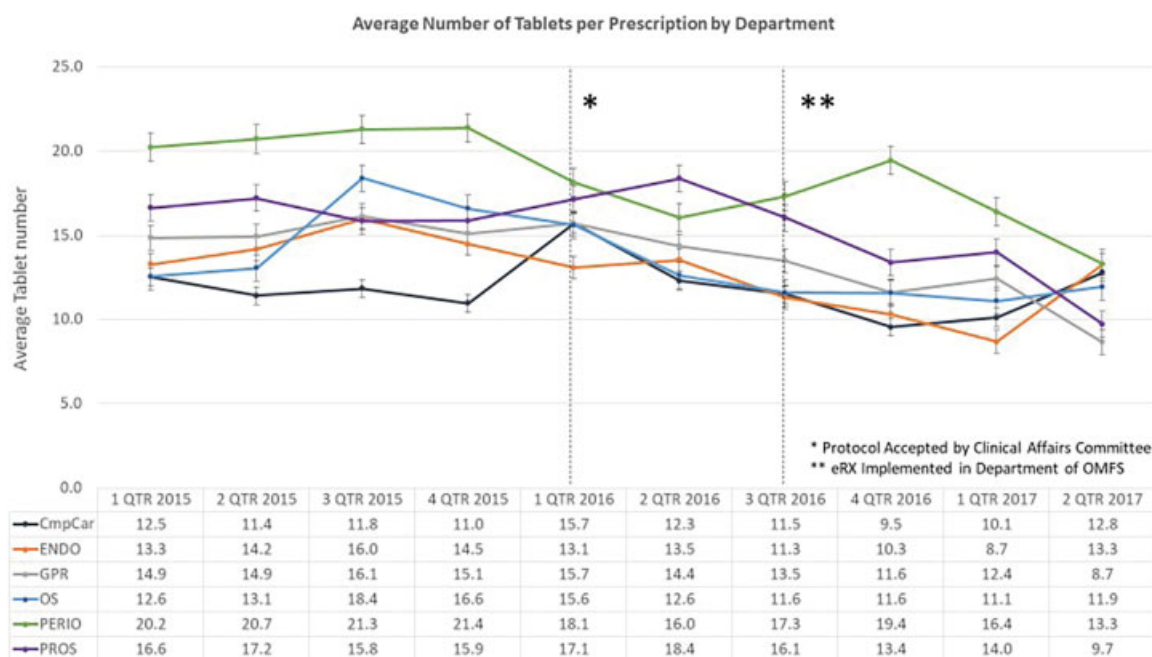 Average Number of Tablets per Prescription by Department
25.0
20.0
15.0
10.0
5.0
0.0
Average Tablet number
*
**
* Protocol Accepted by Clinical Affairs Committee
** eRX Implemented in Department of OMFS
1 QTR 2015 2 QTR 2015 3 QTR 2015 4 QTR 2015 1 QTR 2016 2 QTR 2016 3 QTR 2016 4 QTR 2016 1 QTR 2017 2 QTR 2017
CmpCar 12.5 11.4 11.8 11.0 15.7 12.3 11.5 9.5 10.1 12.8
ENDO 13.3 14.2 16.0 14.5 13.1 13.5 11.3 10.3 8.7 13.3
GPR 14.9 14.9 16.1 15.1 15.7 14.4 13.5 11.6 12.4 8.7
OS 12.6 13.1 18.4 16.6 15.6 12.6 11.6 11.6 11.1 11.9
PERIO 20.2 20.7 21.3 21.4 18.1 16.0 17.3 19.4 16.4 13.3
PROS 16.6 17.2 15.8 15.9 17.1 18.4 16.1 13.4 14.0 9.7